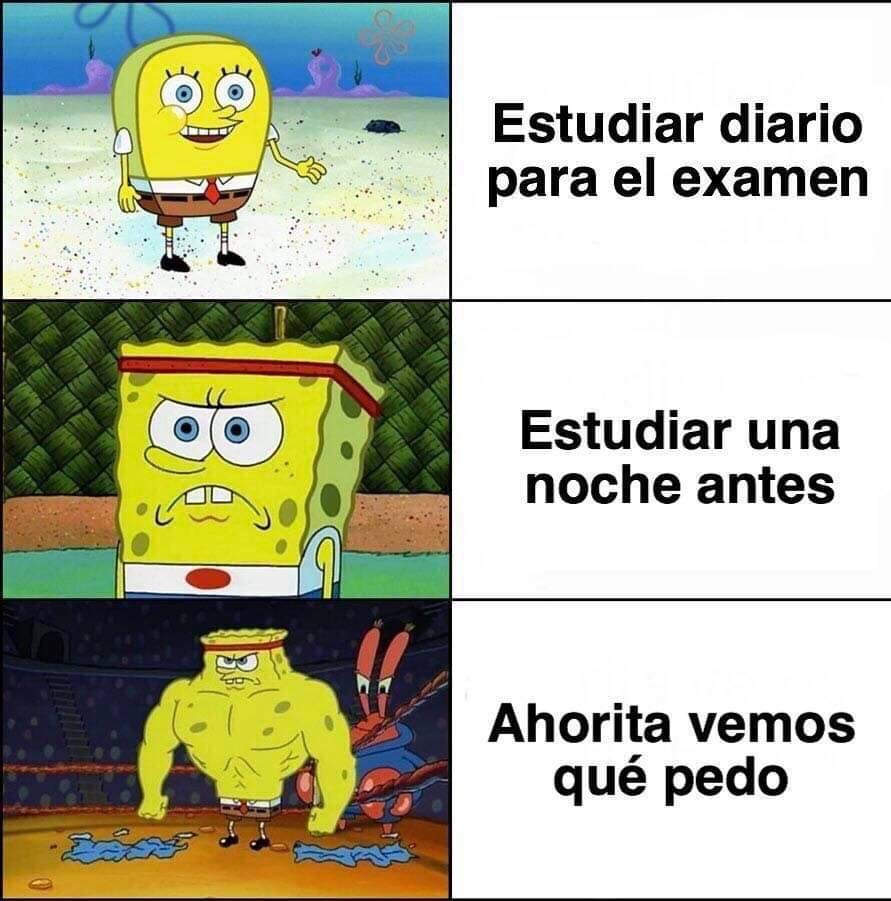 Estudiar diario
para el examen
Estudiar una
noche antes
Ahorita vemos
qué pedo